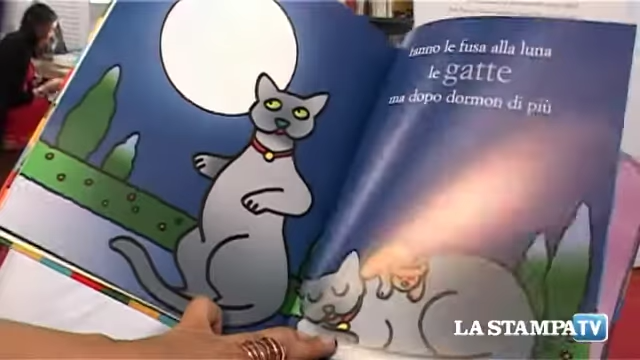 fanno le fusa alla luna
le gatte
ma dopo dormon di più
LA STAMPA TV